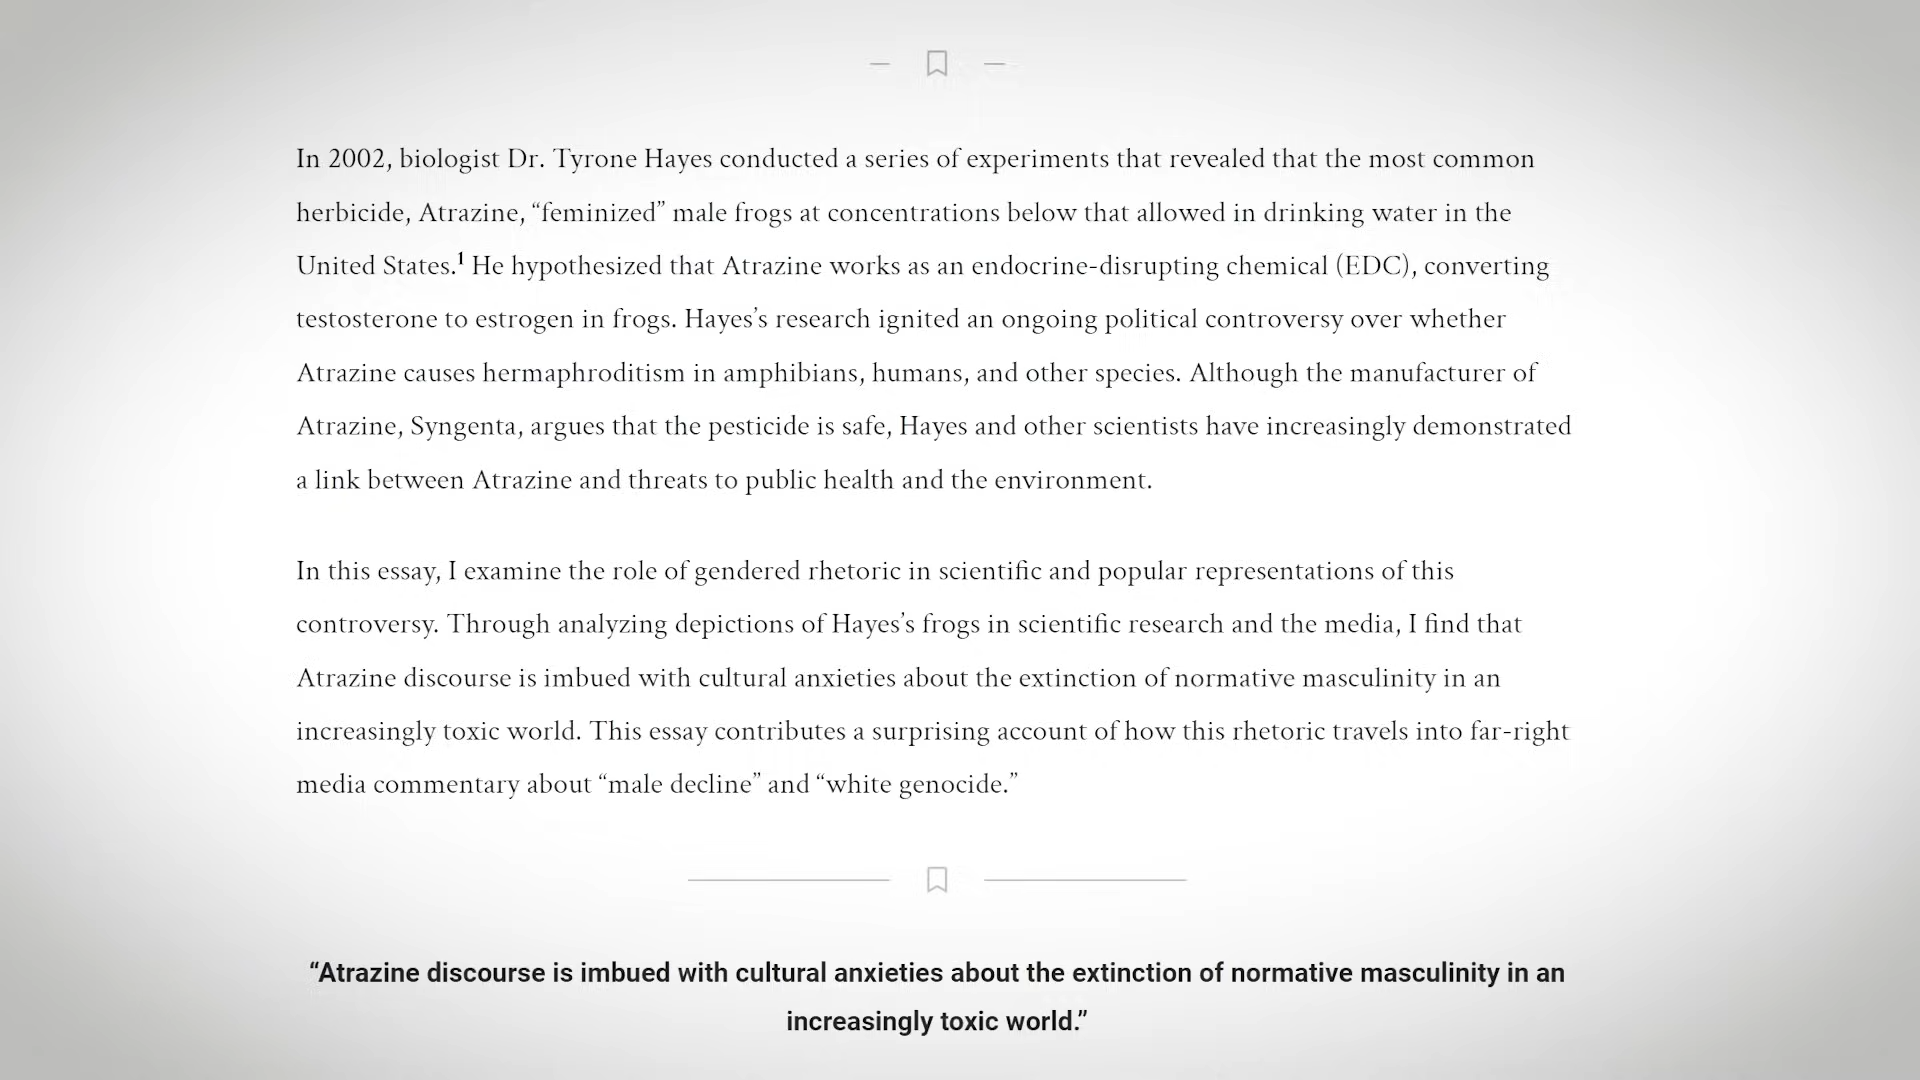 In 2002, biologist Dr. Tyrone Hayes conducted a series of experiments that revealed that the most common
herbicide, Atrazine, “feminized” male frogs at concentrations below that allowed in drinking water in the
United States.¹ He hypothesized that Atrazine works as an endocrine-disrupting chemical (EDC), converting
testosterone to estrogen in frogs. Hayes’s research ignited an ongoing political controversy over whether
Atrazine causes hermaphroditism in amphibians, humans, and other species. Although the manufacturer of
Atrazine, Syngenta, argues that the pesticide is safe, Hayes and other scientists have increasingly demonstrated
a link between Atrazine and threats to public health and the environment.
In this essay, I examine the role of gendered rhetoric in scientific and popular representations of this
controversy. Through analyzing depictions of Hayes’s frogs in scientific research and the media, I find that
Atrazine discourse is imbued with cultural anxieties about the extinction of normative masculinity in an
increasingly toxic world. This essay contributes a surprising account of how this rhetoric travels into far-right
media commentary about “male decline” and “white genocide.”
“Atrazine discourse is imbued with cultural anxieties about the extinction of normative masculinity in an
increasingly toxic world.”